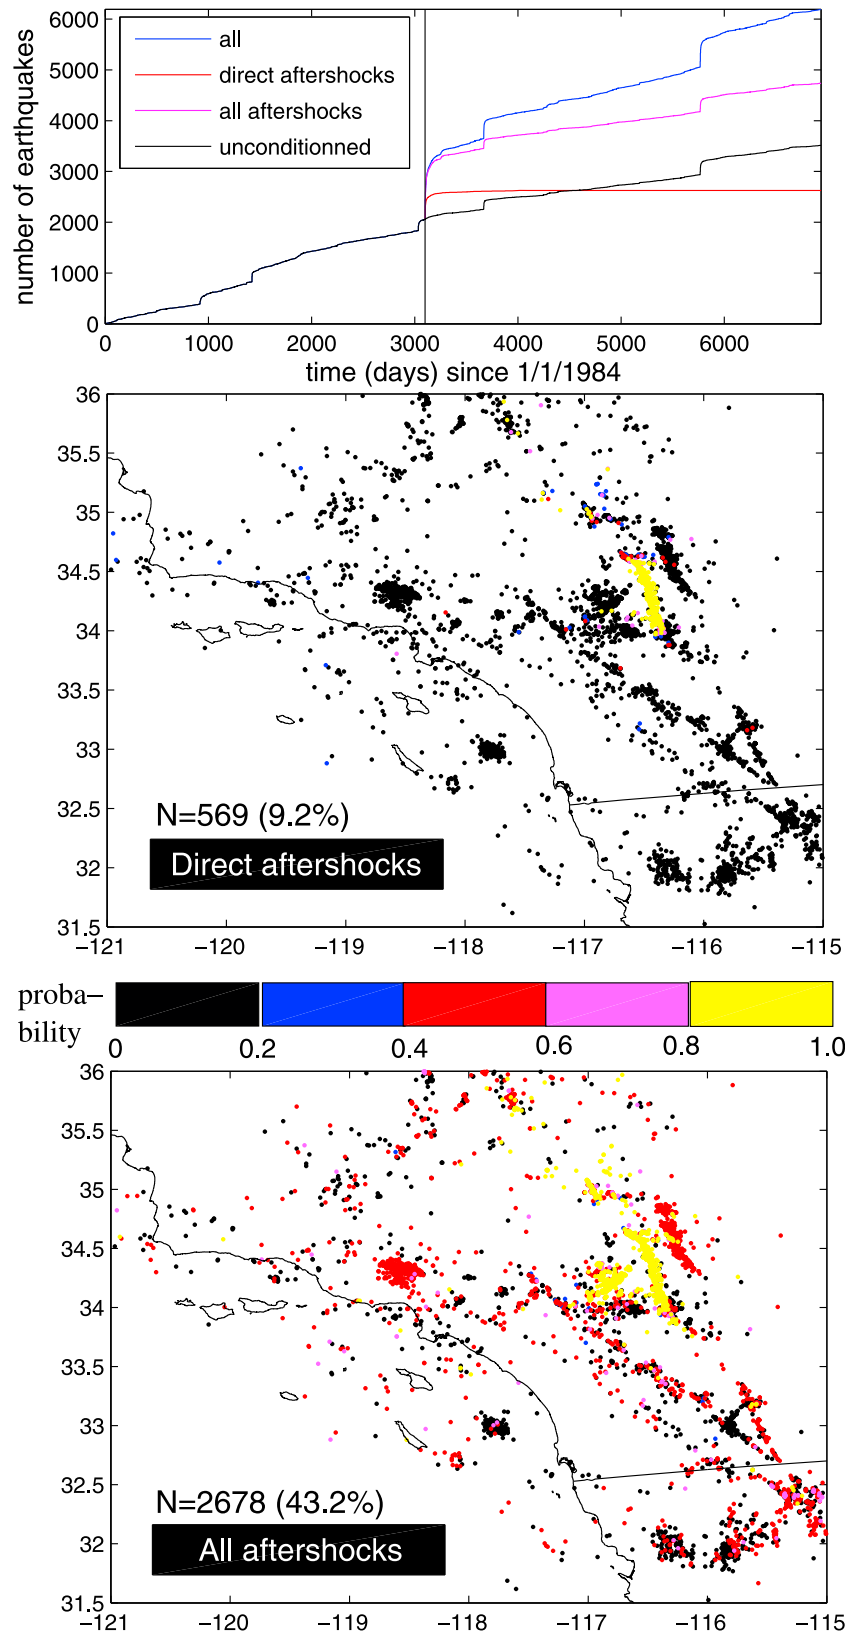 6000
5000
4000
3000
2000
1000
0
number of earthquakes
all
direct aftershocks
all aftershocks
unconditionned
0 1000 2000 3000 4000 5000 6000
time (days) since 1/1/1984
36
35.5
35
34.5
34
33.5
33
32.5
32
31.5
N=569 (9.2%)
Direct aftershocks
−121 −120 −119 −118 −117 −116 −115
proba−
bility
0 0.2 0.4 0.6 0.8 1.0
36
35.5
35
34.5
34
33.5
33
32.5
32
31.5
N=2678 (43.2%)
All aftershocks
−121 −120 −119 −118 −117 −116 −115